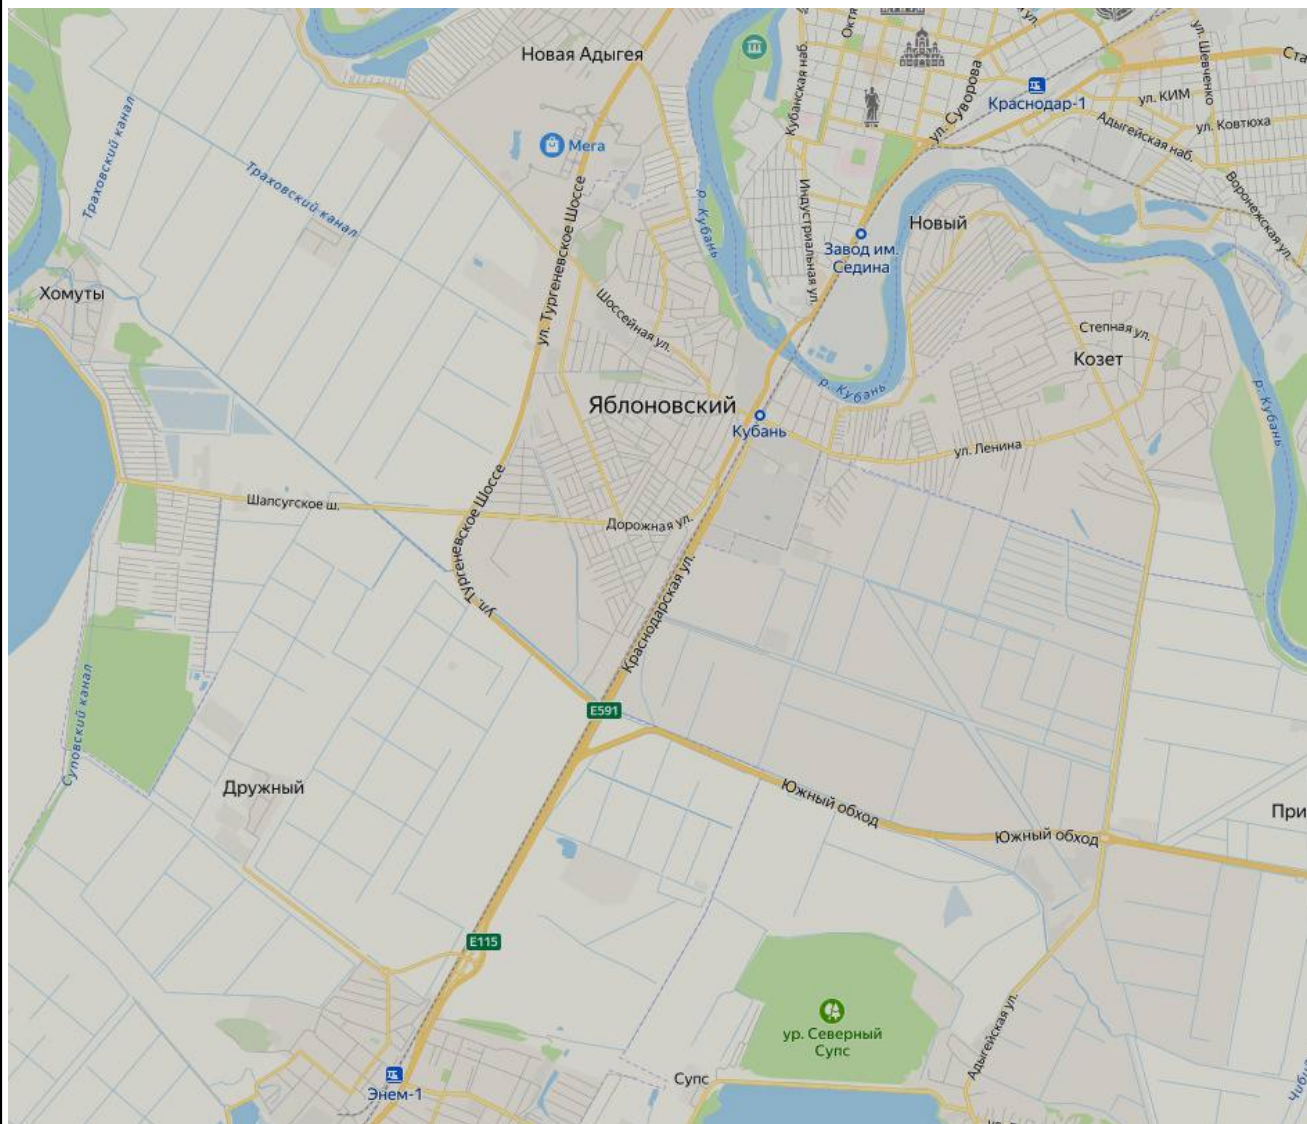 Новая Адыгея
Мега
Траховский канал
Траховский канал
ул. Тургеневское Шоссе
р. Кубань
Кубанская наб.
Индустриальная ул.
ул. Суворова
Краснодар-1
ул. КИМ
ул. Шевченко
Адыгейская наб.
ул. Ковтюха
Воронежская ул.
Новый
Завод им.
Седина
Хомуты
Шоссейная ул.
Степная ул.
Козет
р. Кубань
р. Кубань
Яблоновский
Кубань
ул. Ленина
Шапсугское ш.
ул. Тургеневское Шоссе
Дорожная ул.
Краснодарская ул.
Суповский канал
E591
Дружный
Южный обход
Южный обход
При
E115
ур. Северный
Супс
Адыгейская ул.
Супс
Энем-1